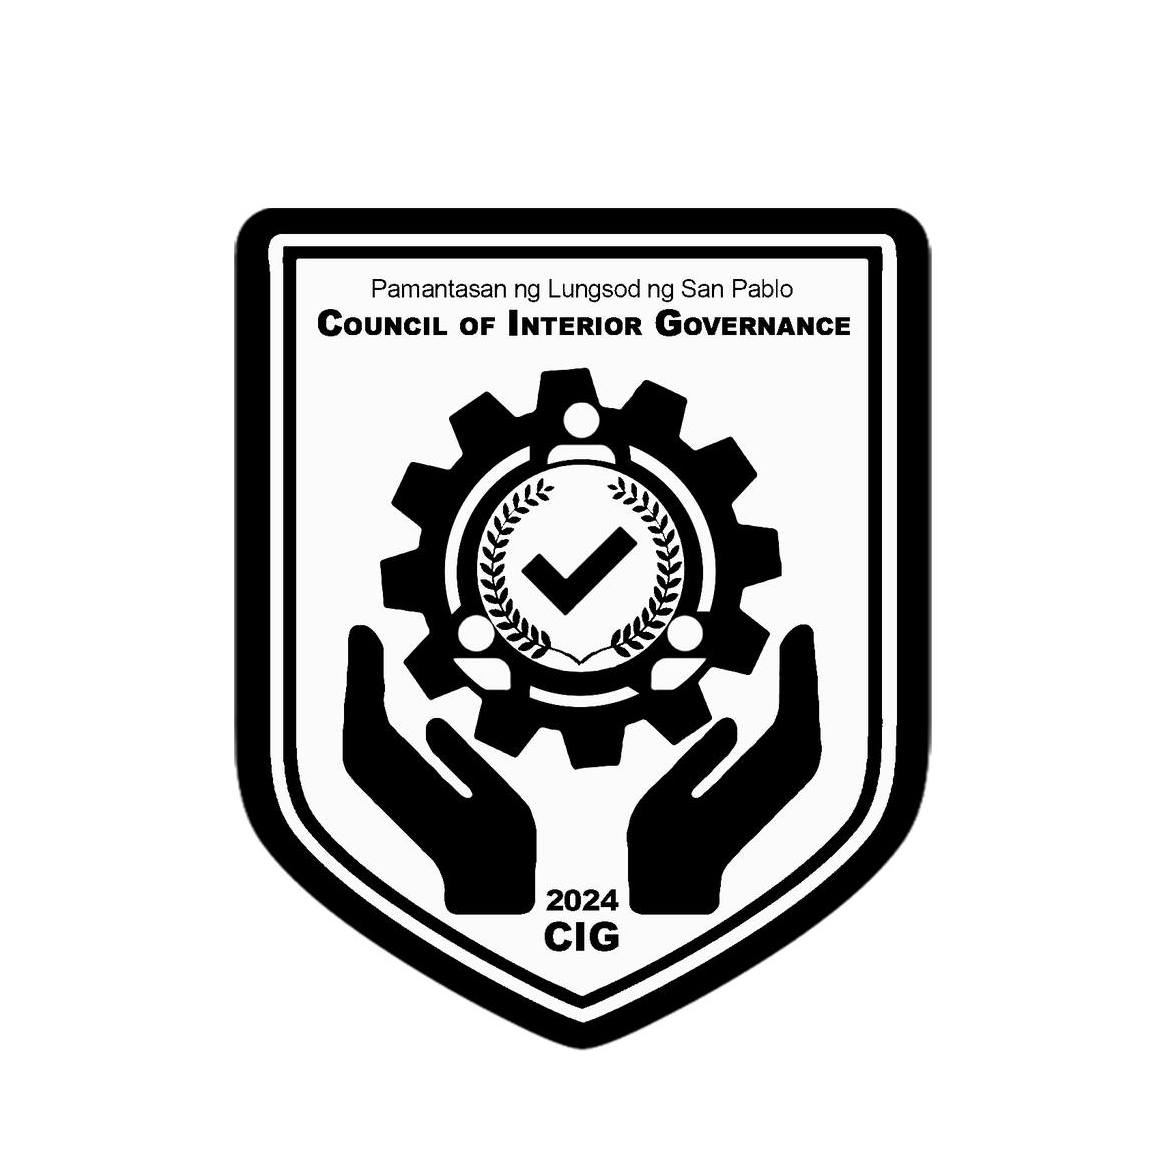 Pamantasan ng Lungsod ng San Pablo
COUNCIL OF INTERIOR GOVERNANCE
2024
CIG